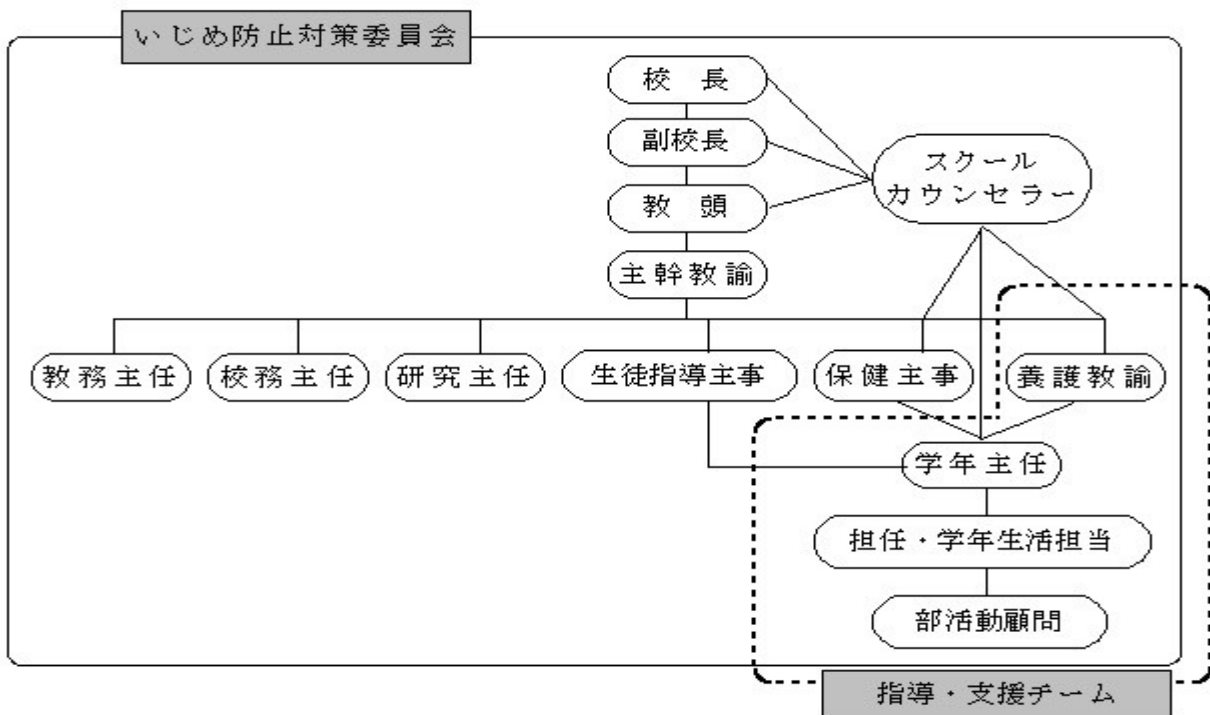 いじめ防止対策委員会
校　長
副校長
スクール
カウンセラー
教　頭
主幹教諭
教務主任
校務主任
研究主任
生徒指導主事
保健主事
養護教諭
学年主任
担任・学年生活担当
部活動顧問
指導・支援チーム